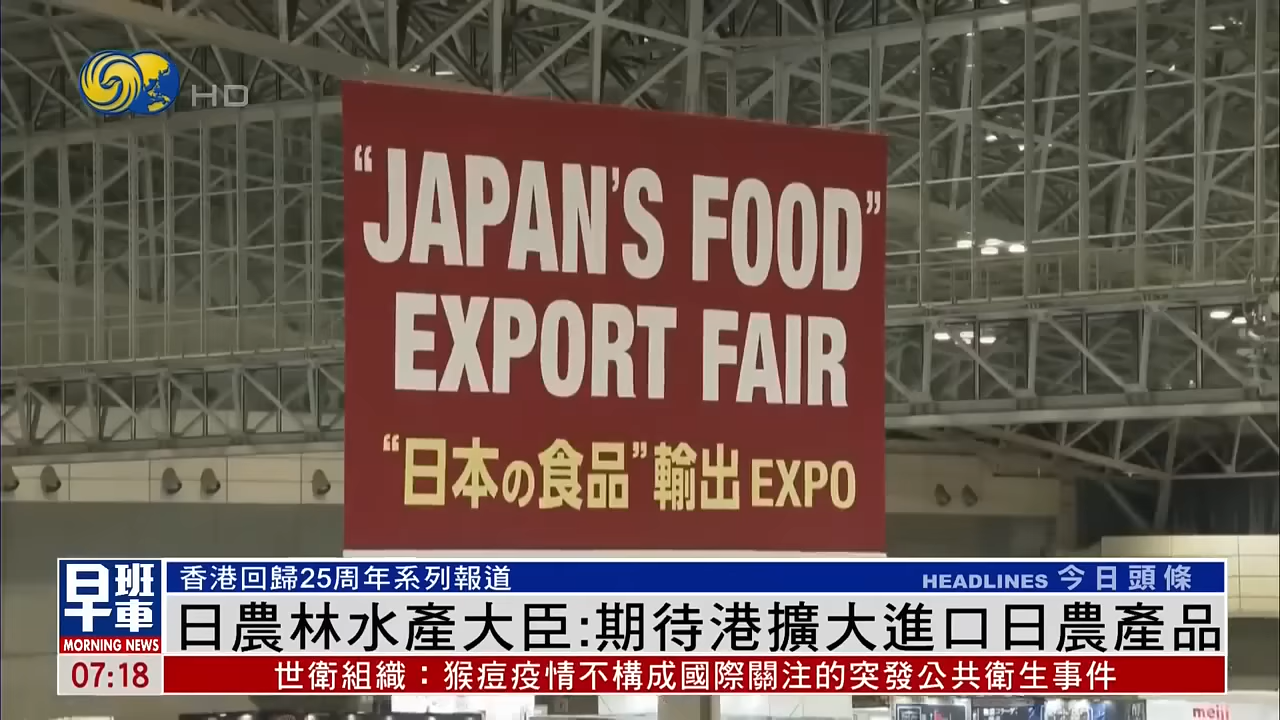 HD
“JAPAN'S FOOD”
EXPORT FAIR
“日本の食品”輸出 EXPO
早班車
MORNING NEWS
香港回歸25周年系列報道
HEADLINES 今日頭條
日農林水產大臣:期待港擴大進口日農產品
07:18
世衛組織：猴痘疫情不構成國際關注的突發公共衛生事件
meiji